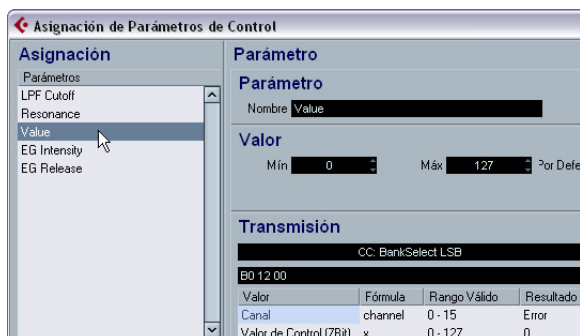 Asignación de Parámetros de Control
Asignación
Parámetros
LPF Cutoff
Resonance
Value
EG Intensity
EG Release
Parámetro
Parámetro
Nombre Value
Valor
Mín 0 Máx 127 Por Defe
Transmisión
CC: BankSelect LSB
B0 12 00
Valor Fórmula Rango Válido Resultado
Canal channel 0 - 15 Error
Valor de Control (7Bit) x 0 - 127 0